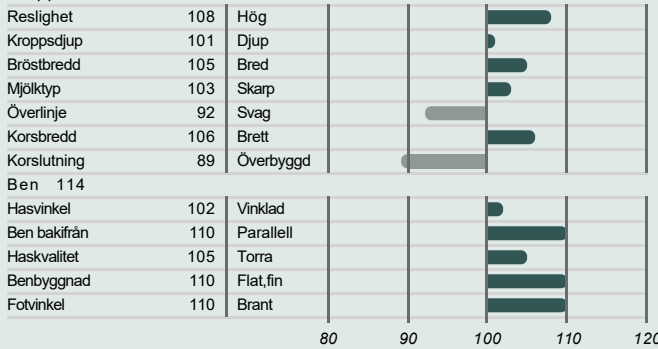 Reslighet 108 Hög
Kroppsdjup 101 Djup
Bröstbredd 105 Bred
Mjölktyp 103 Skarp
Överlinje 92 Svag
Korsbredd 106 Brett
Korslutning 89 Överbyggd
Ben 114
Hasvinkel 102 Vinklad
Ben bakifrån 110 Parallell
Haskvalitet 105 Torra
Benbyggnad 110 Flat,fin
Fotvinkel 110 Brant
80 90 100 110 120